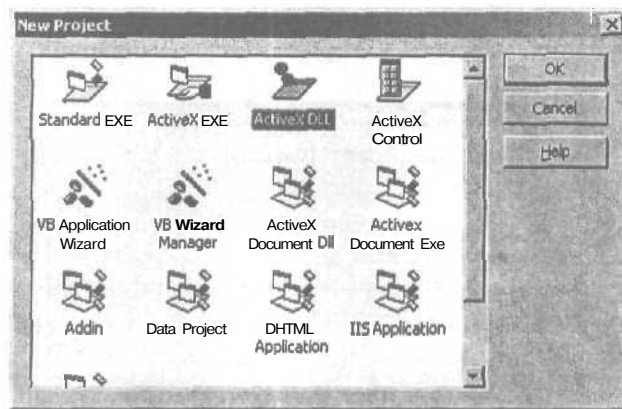 New Project
Standard EXE
ActiveX EXE
ActiveX DLL
ActiveX
Control
VB Application
Wizard
VB Wizard
Manager
ActiveX
Document Dll
Activex
Document Exe
Addin
Data Project
DHTML
Application
IIS Application
OK
Cancel
Help